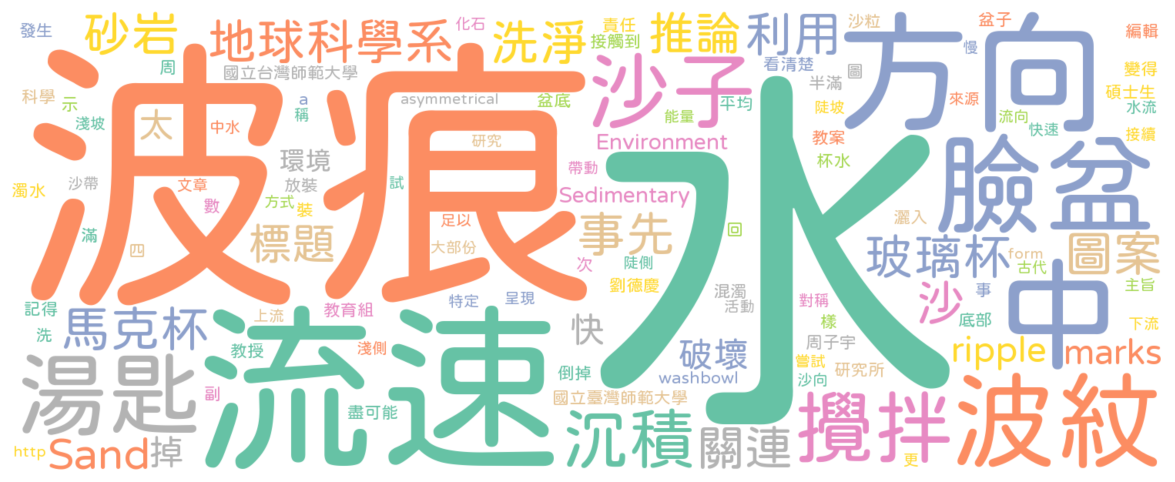 發生
砂岩
地球科學系
化石
洗淨
責任
接觸到
推論
利用
沙粒
盆子
方向
慢
編輯
周
國立台灣師範大學
看清楚
半滿
圖
變得
科學
示
波痕
a
稱
asymmetrical
盆底
沙子
能量
平均
陡坡
來源
碩士生
水流
淺坡
太
中水
研究
Environment
教案
流向
快速
接續
杯水
水
臉盆
濁水
沙帶
文章
環境
放裝
試
帶動
Sedimentary
數
方式
裝
足以
灑入
滿
四
標題
大部份
事先
回
玻璃杯
form
古代
圖案
次
陡側
混濁
活動
對稱
事
主旨
記得
上流
教育組
特定
呈現
劉德慶
沙
中
樣
底部
下流
洗
馬克杯
流速
教授
淺側
快
破壞
周子宇
嘗試
ripple
marks
湯匙
倒掉
washbowl
沙向
研究所
副
盡可能
國立臺灣師範大學
http
Sand
掉
沉積
關連
攪拌
更
波紋